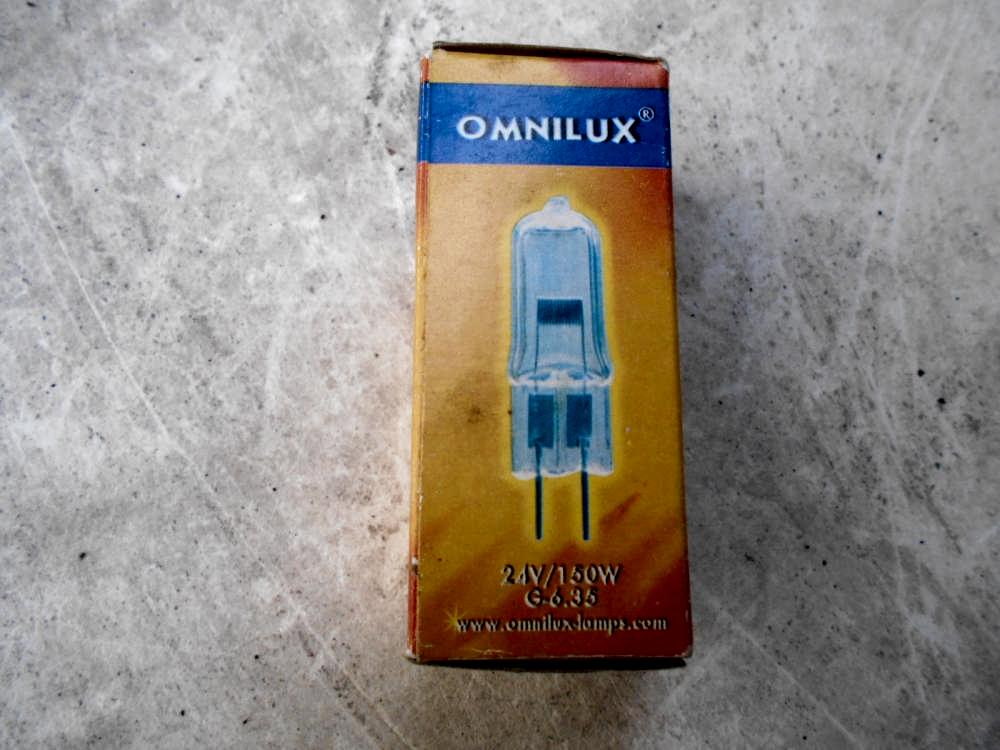 OMNILUX®
24V/150W
G-6.35
www.omnilux-lamps.com